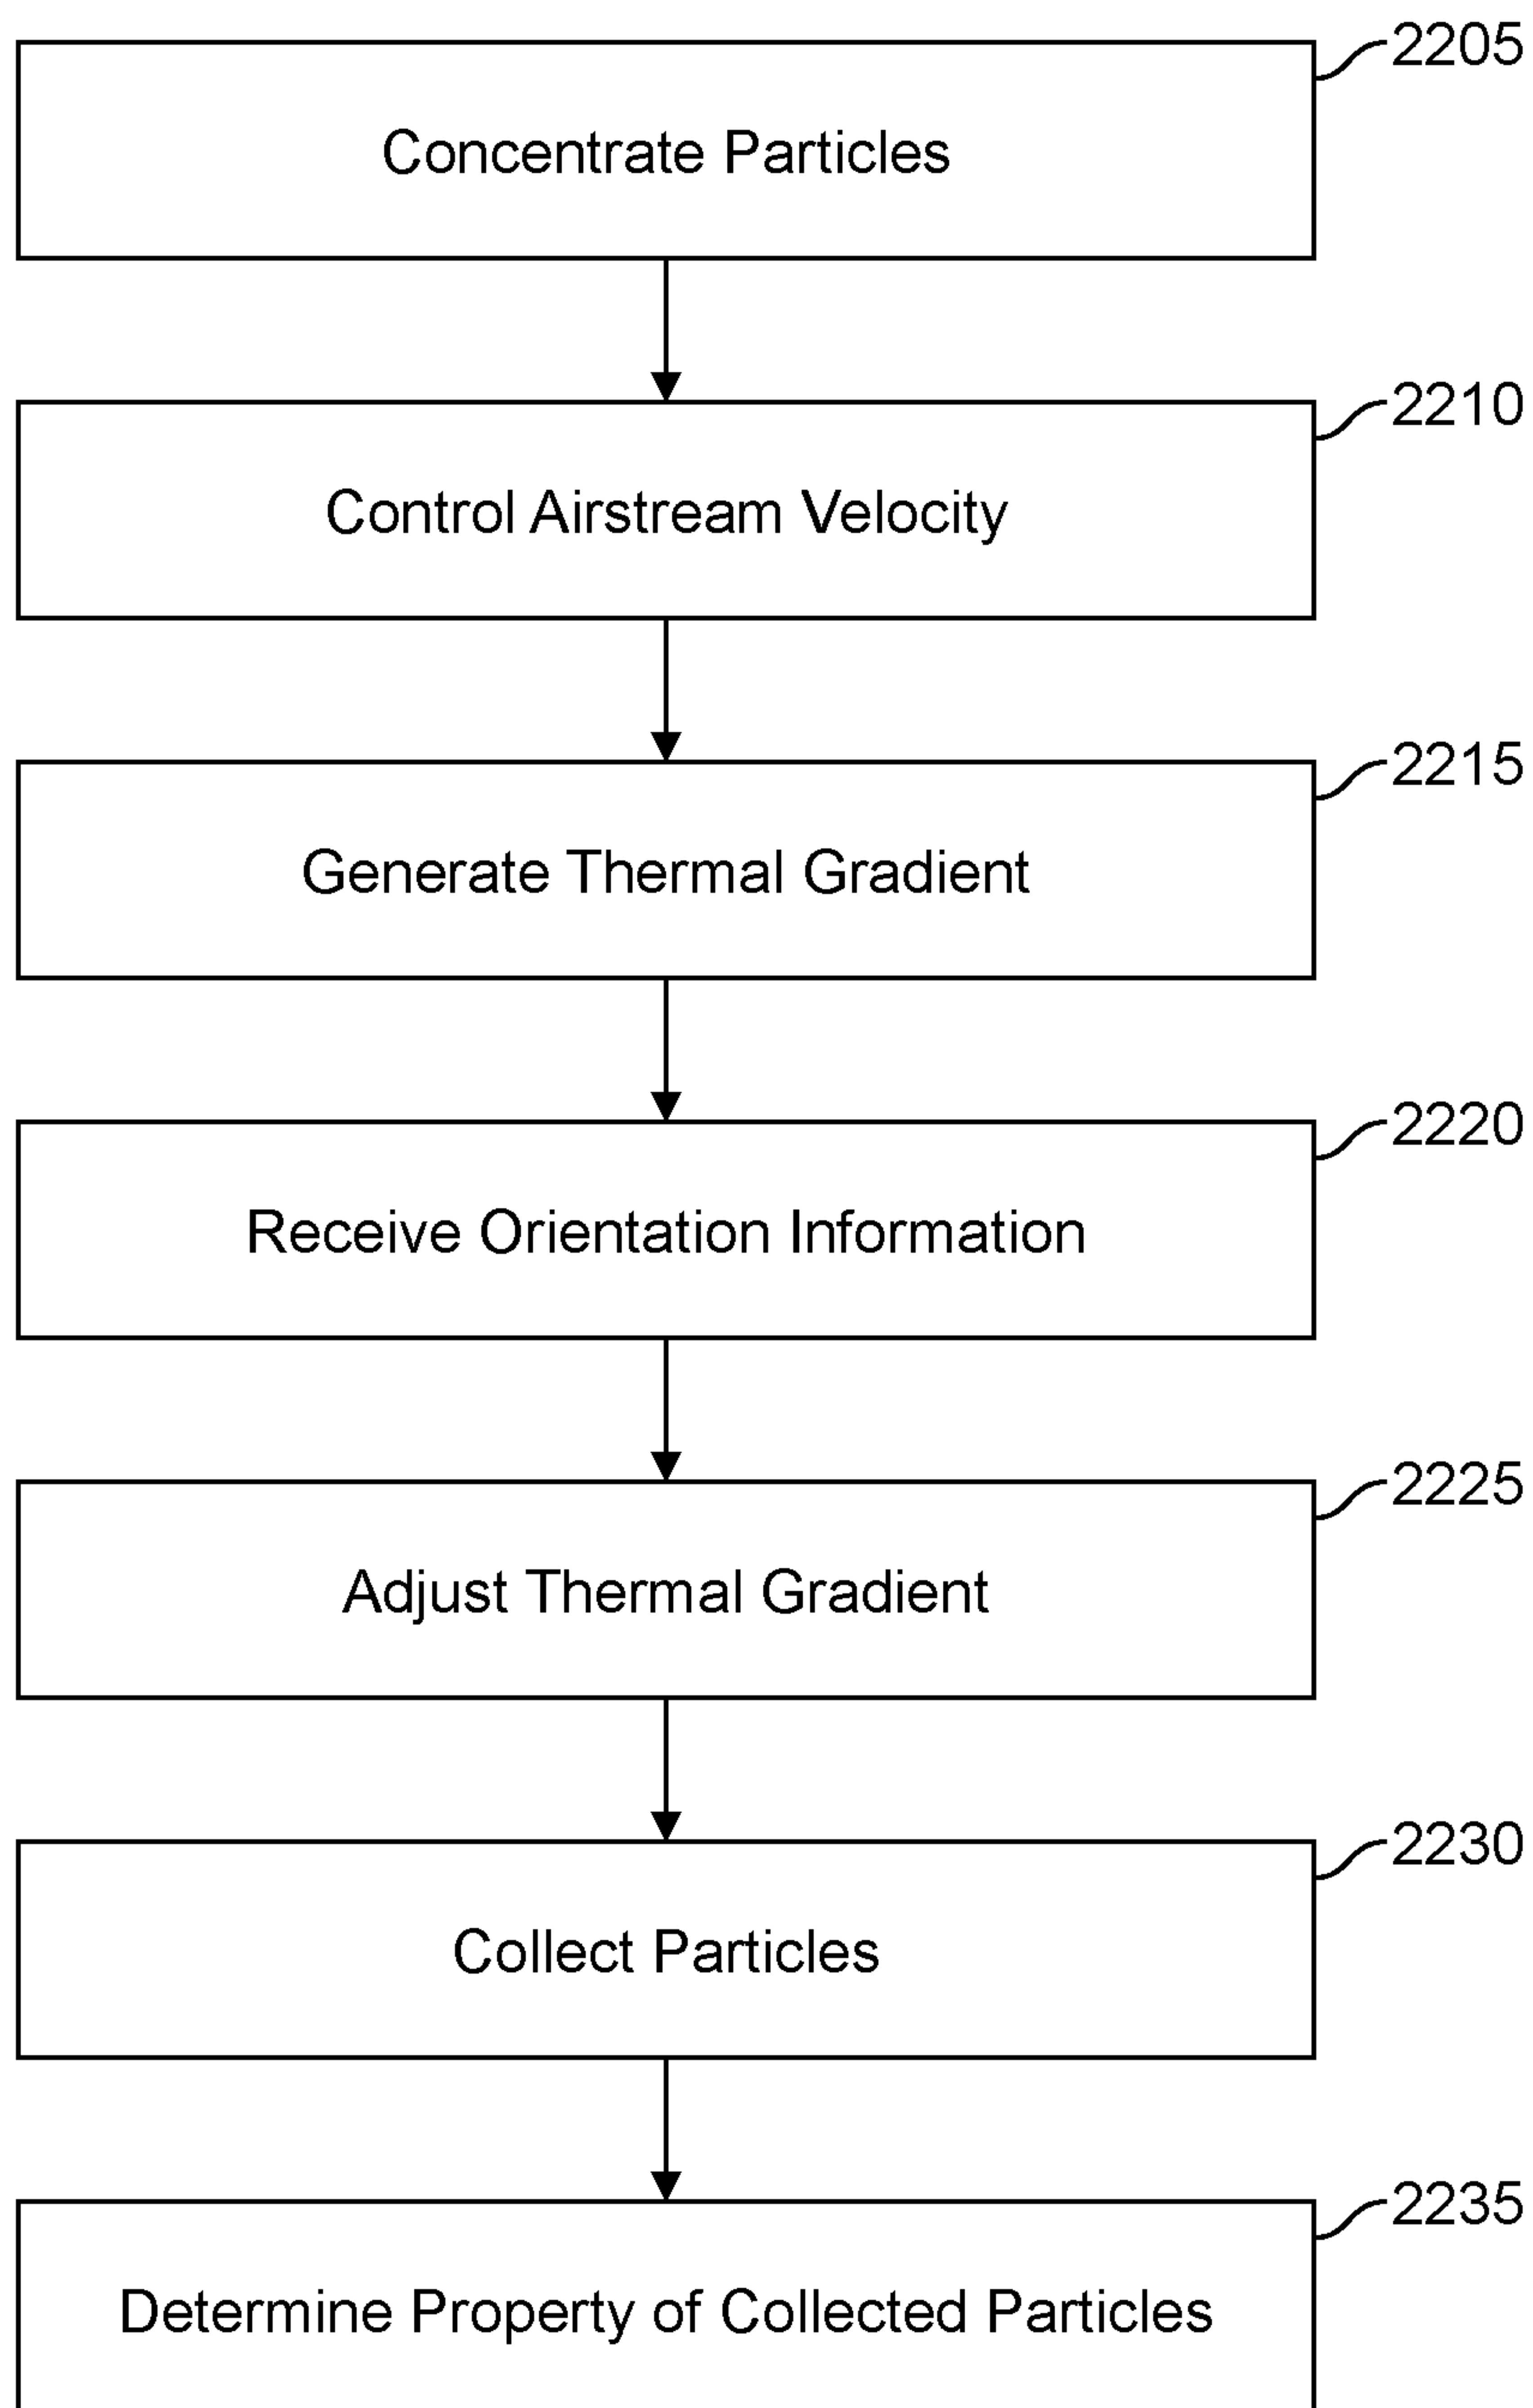 2205
Concentrate Particles
2210
Control Airstream Velocity
2215
Generate Thermal Gradient
2220
Receive Orientation Information
2225
Adjust Thermal Gradient
2230
Collect Particles
2235
Determine Property of Collected Particles